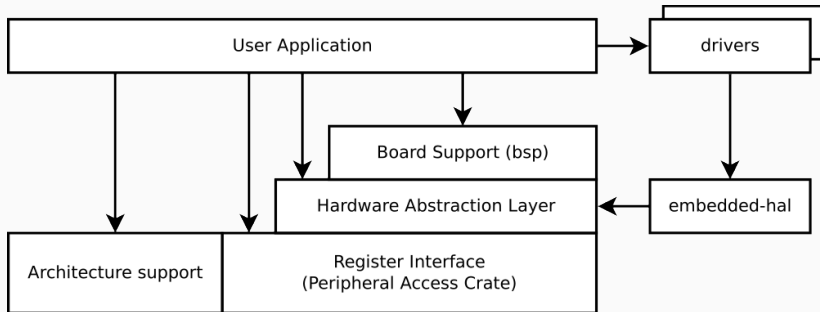 User Application
drivers
Board Support (bsp)
Hardware Abstraction Layer
embedded-hal
Architecture support
Register Interface
(Peripheral Access Crate)